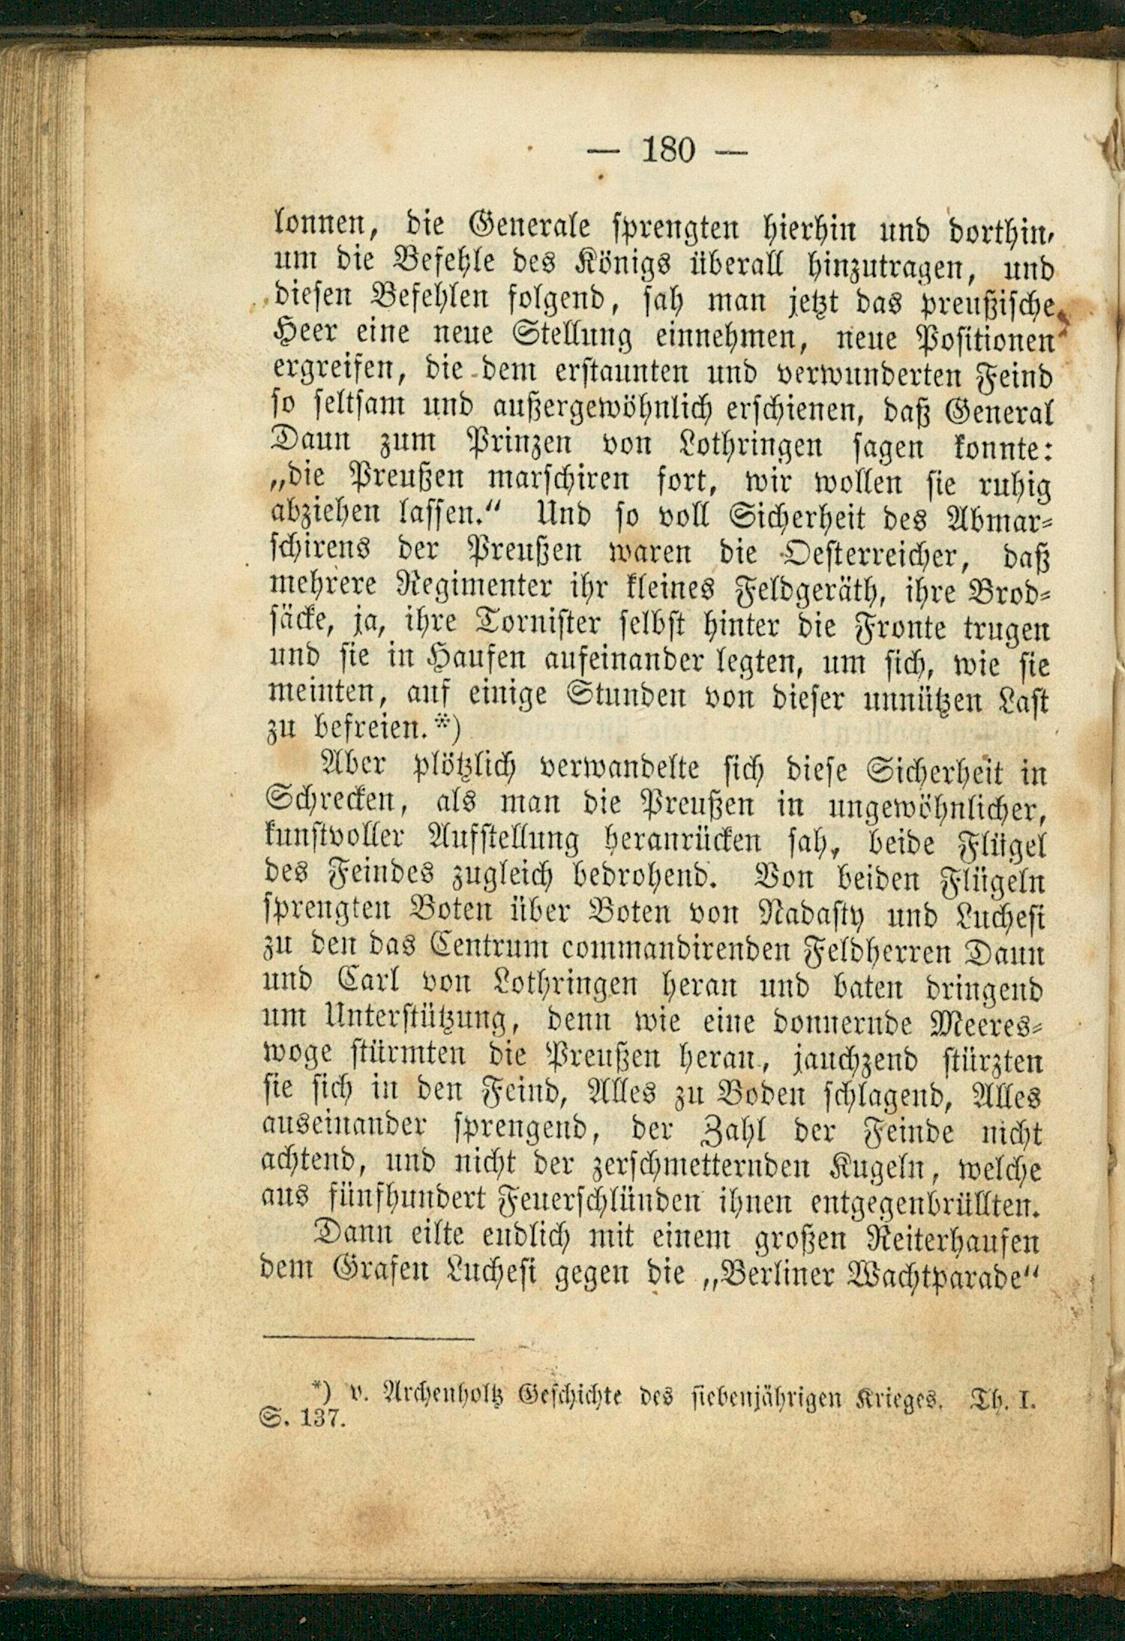 — 180 —
lonnen, die Generale sprengten hierhin und dorthin,
um die Befehle des Königs überall hinzutragen, und
diesen Befehlen folgend, sah man jetzt das preußische
Heer eine neue Stellung einnehmen, neue Positionen
ergreifen, die dem erstaunten und verwunderten Feind
so seltsam und außergewöhnlich erschienen, daß General
Daun zum Prinzen von Lothringen sagen konnte:
„die Preußen marschiren fort, wir wollen sie ruhig
abziehen lassen.“ Und so voll Sicherheit des Abmar-
schirens der Preußen waren die Oesterreicher, daß
mehrere Regimenter ihr kleines Feldgeräth, ihre Brod-
säcke, ja, ihre Tornister selbst hinter die Fronte trugen
und sie in Haufen aufeinander legten, um sich, wie sie
meinten, auf einige Stunden von dieser unnützen Last
zu befreien.*)
Aber plötzlich verwandelte sich diese Sicherheit in
Schrecken, als man die Preußen in ungewöhnlicher,
kunstvoller Aufstellung heranrücken sah, beide Flügel
des Feindes zugleich bedrohend. Von beiden Flügeln
sprengten Boten über Boten von Nadasty und Luchesi
zu den das Centrum commandirenden Feldherren Daun
und Carl von Lothringen heran und baten dringend
um Unterstützung, denn wie eine donnernde Meeres-
woge stürmten die Preußen heran, jauchzend stürzten
sie sich in den Feind, Alles zu Boden schlagend, Alles
auseinander sprengend, der Zahl der Feinde nicht
achtend, und nicht der zerschmetternden Kugeln, welche
aus fünfhundert Feuerschlünden ihnen entgegenbrüllten.
Daun eilte endlich mit einem großen Reiterhaufen
dem Grafen Luchesi gegen die „Berliner Wachtparade“
*) v. Archenholtz Geschichte des siebenjährigen Krieges. Th. I.
S. 137.